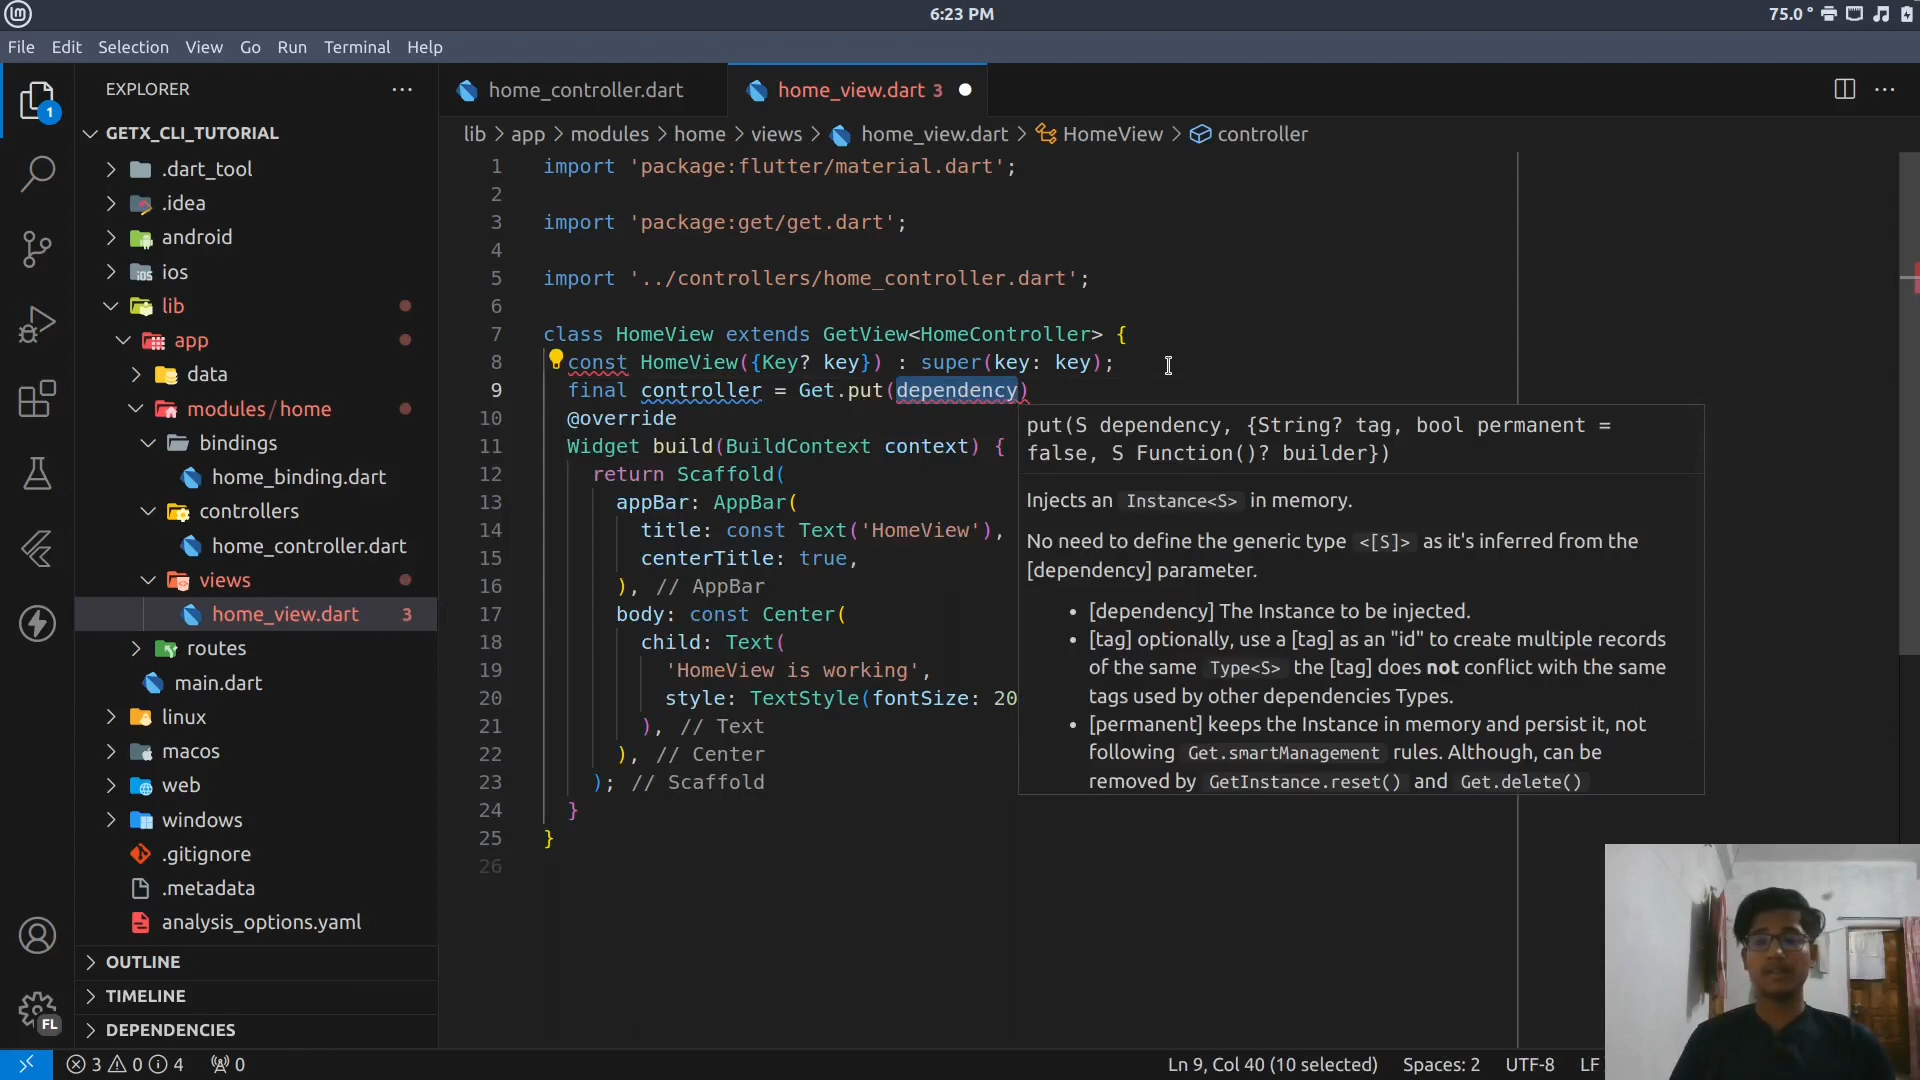 6:23 PM
75.0 °
File Edit Selection View Go Run Terminal Help
EXPLORER
GETX_CLI_TUTORIAL
.dart_tool
.idea
android
ios
lib
app
data
modules/home
bindings
home_binding.dart
controllers
home_controller.dart
views
home_view.dart 3
routes
main.dart
linux
macos
web
windows
.gitignore
.metadata
analysis_options.yaml
OUTLINE
TIMELINE
DEPENDENCIES
1
FL
home_controller.dart
home_view.dart 3
lib > app > modules > home > views > home_view.dart > HomeView > controller
1 import 'package:flutter/material.dart';
2
3 import 'package:get/get.dart';
4
5 import '../controllers/home_controller.dart';
6
7 class HomeView extends GetView<HomeController> {
8 const HomeView({Key? key}) : super(key: key);
9 final controller = Get.put(dependency)
10 @override
11 Widget build(BuildContext context) {
12 return Scaffold(
13 appBar: AppBar(
14 title: const Text('HomeView'),
15 centerTitle: true,
16 ), // AppBar
17 body: const Center(
18 child: Text(
19 'HomeView is working',
20 style: TextStyle(fontSize: 20
21 ), // Text
22 ), // Center
23 ); // Scaffold
24 }
25 }
26
put(S dependency, {String? tag, bool permanent =
false, S Function()? builder})
Injects an Instance<S> in memory.
No need to define the generic type <[S]> as it's inferred from the
[dependency] parameter.
• [dependency] The Instance to be injected.
• [tag] optionally, use a [tag] as an "id" to create multiple records
of the same Type<S> the [tag] does not conflict with the same
tags used by other dependencies Types.
• [permanent] keeps the Instance in memory and persist it, not
following Get.smartManagement rules. Although, can be
removed by GetInstance.reset() and Get.delete()
3 0 4 0
Ln 9, Col 40 (10 selected) Spaces: 2 UTF-8 LF